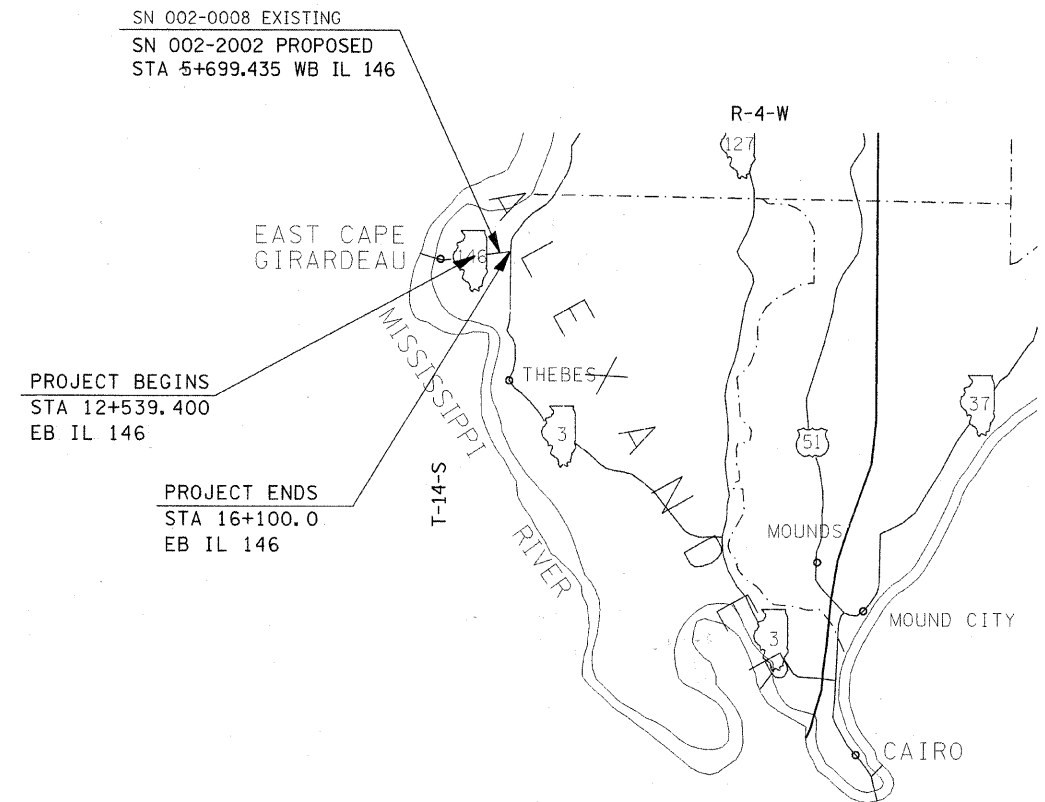 SN 002-0008 EXISTING
SN 002-2002 PROPOSED
STA 5+699.435 WB IL 146
R-4-W
127
EAST CAPE
GIRARDEAU
146
ALEXAND
MISSISSIPPI
RIVER
PROJECT BEGINS
STA 12+539.400
EB IL 146
THEBES
3
37
51
PROJECT ENDS
STA 16+100.0
EB IL 146
T-14-S
MOUNDS
MOUND CITY
3
CAIRO